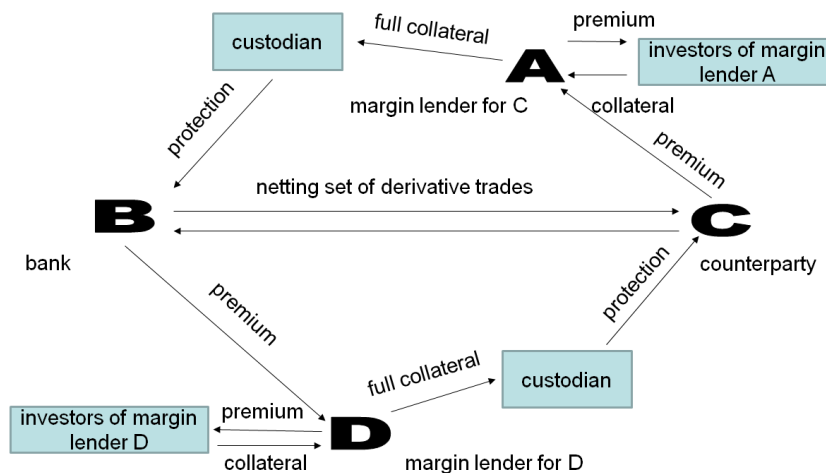 full collateral
premium
custodian
A
investors of margin
lender A
margin lender for C
collateral
protection
premium
netting set of derivative trades
B
C
bank
counterparty
premium
protection
full collateral
custodian
investors of margin
lender D
premium
D
collateral
margin lender for D